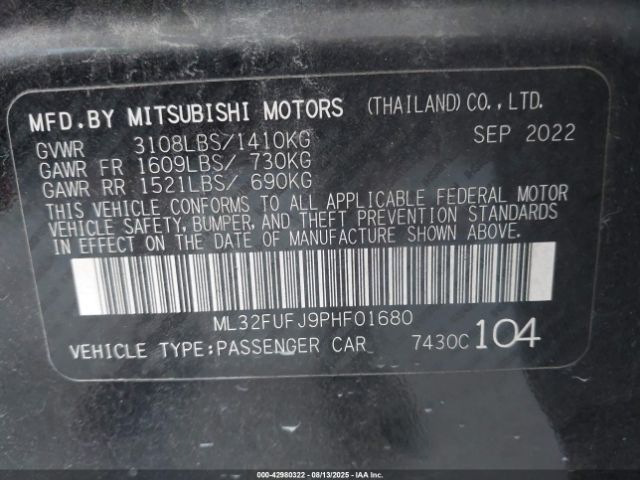 MFD.BY MITSUBISHI MOTORS (THAILAND)CO.,LTD.
GVWR 3108LBS/1410KG SEP 2022
GAWR FR 1609LBS/ 730KG
GAWR RR 1521LBS/ 690KG
THIS VEHICLE CONFORMS TO ALL APPLICABLE FEDERAL MOTOR
VEHICLE SAFETY, BUMPER, AND THEFT PREVENTION STANDARDS
IN EFFECT ON THE DATE OF MANUFACTURE SHOWN ABOVE.
ML32FUFJ9PHF01680
VEHICLE TYPE:PASSENGER CAR 7430C 104
000-42980322 - 08/13/2025 - IAA Inc.